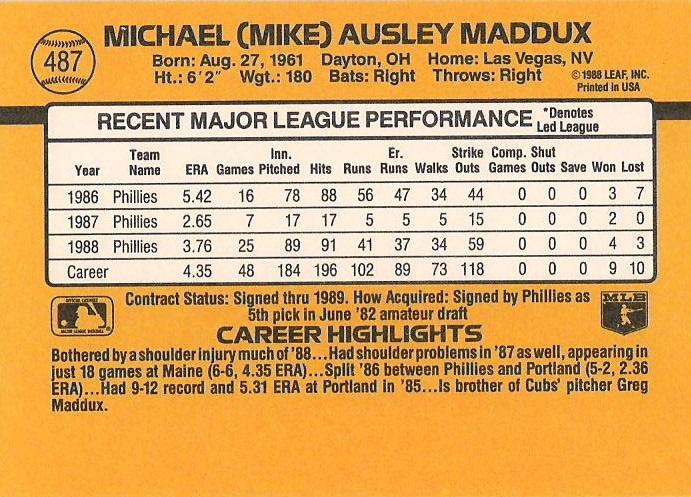 487
MICHAEL (MIKE) AUSLEY MADDUX
Born: Aug. 27, 1961 Dayton, OH Home: Las Vegas, NV
Ht.: 6'2" Wgt.: 180 Bats: Right Throws: Right
©1988 LEAF, INC.
Printed in USA
RECENT MAJOR LEAGUE PERFORMANCE *Denotes Led League
Year Team Name ERA Games Inn. Pitched Hits Runs Er. Runs Walks Strike Outs Comp. Games Shut Outs Save Won Lost
1986 Phillies 5.42 16 78 88 56 47 34 44 0 0 0 3 7
1987 Phillies 2.65 7 17 17 5 5 5 15 0 0 0 2 0
1988 Phillies 3.76 25 89 91 41 37 34 59 0 0 0 4 3
Career 4.35 48 184 196 102 89 73 118 0 0 0 9 10
Contract Status: Signed thru 1989. How Acquired: Signed by Phillies as
5th pick in June '82 amateur draft
MLB
CAREER HIGHLIGHTS
Bothered by a shoulder injury much of '88...Had shoulder problems in '87 as well, appearing in
just 18 games at Maine (6-6, 4.35 ERA)...Split '86 between Phillies and Portland (5-2, 2.36
ERA)...Had 9-12 record and 5.31 ERA at Portland in '85...Is brother of Cubs' pitcher Greg
Maddux.